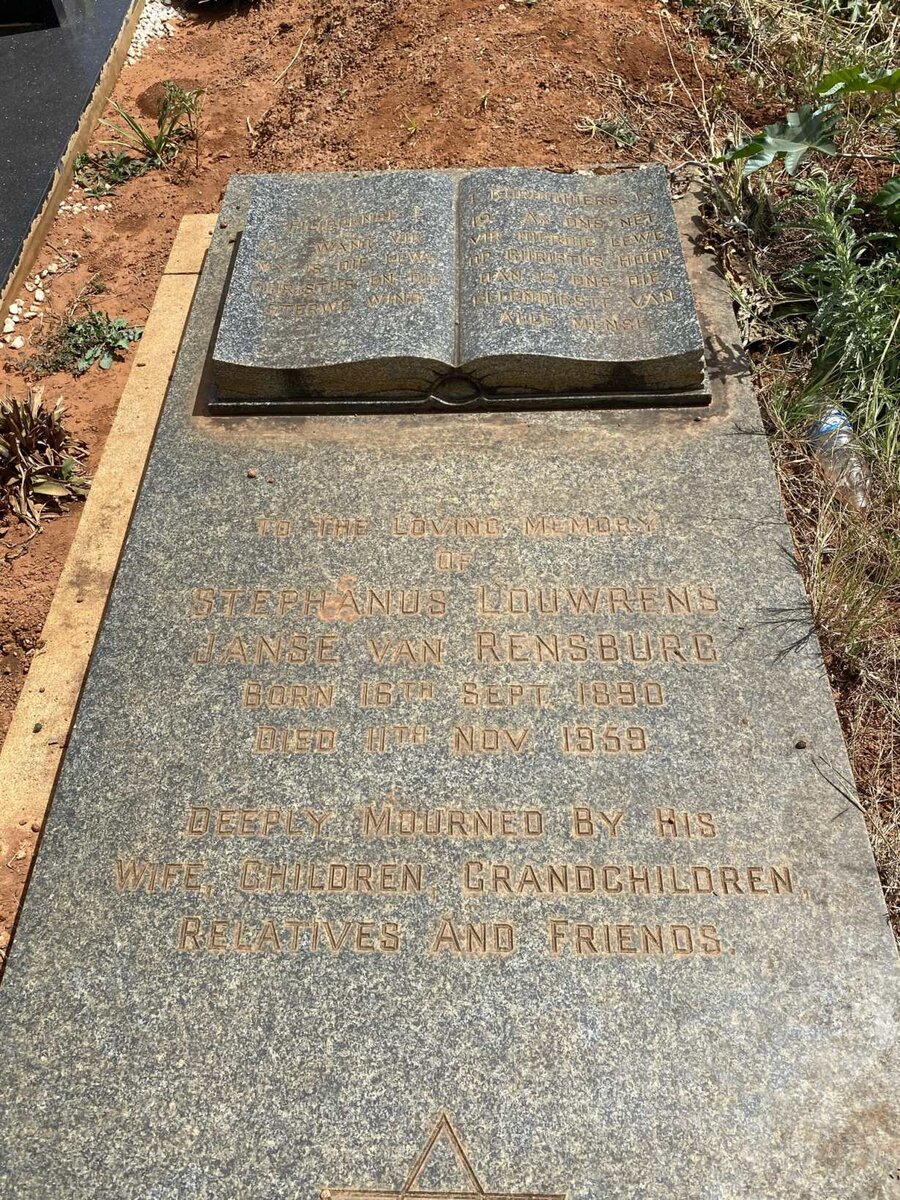 FILIPPENSE 1
WANT VIR
MY IS DIE LEWE
CHRISTUS EN DIE
STERWE WINS
1 KORINTHIERS 15
19 AS ONS NET
VIR HIERDIE LEWE
OP CHRISTUS HOOP
DAN IS ONS DIE
ELLENDIGSTE VAN
ALLE MENSE
TO THE LOVING MEMORY
OF
STEPHANUS LOUWRENS
JANSE VAN RENSBURG
BORN 16TH SEPT. 1890
DIED 11TH NOV. 1959.
DEEPLY MOURNED BY HIS
WIFE, CHILDREN, GRANDCHILDREN,
RELATIVES AND FRIENDS.